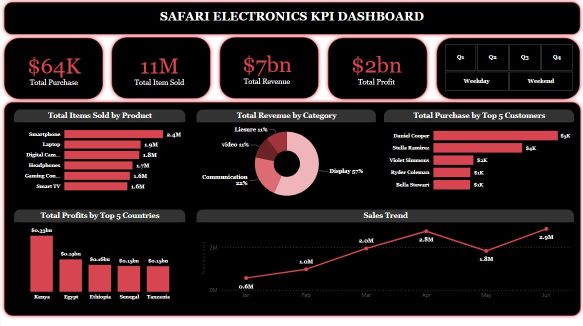 SAFARI ELECTRONICS KPI DASHBOARD
$64K
Total Purchase
11M
Total Item Sold
$7bn
Total Revenue
$2bn
Total Profit
Q1 Q2 Q3 Q4
Weekday Weekend
Total Items Sold by Product
Smartphone 2.4M
Laptop 1.9M
Digital Cam... 1.8M
Headphones 1.7M
Gaming Con... 1.6M
Smart TV 1.6M
Total Revenue by Category
Liesure 11%
video 11%
Communication
22%
Display 57%
Total Purchase by Top 5 Customers
Daniel Cooper $5K
Stella Ramirez $4K
Violet Simmons $2K
Ryder Coleman $1K
Bella Stewart $1K
Total Profits by Top 5 Countries
$0.33bn
$0.19bn
$0.16bn
$0.15bn
$0.15bn
Kenya Egypt Ethiopia Senegal Tanzania
Sales Trend
2M
0M
0.6M
1.0M
2.0M
2.8M
1.8M
2.9M
Jan Feb Mar Apr May Jun